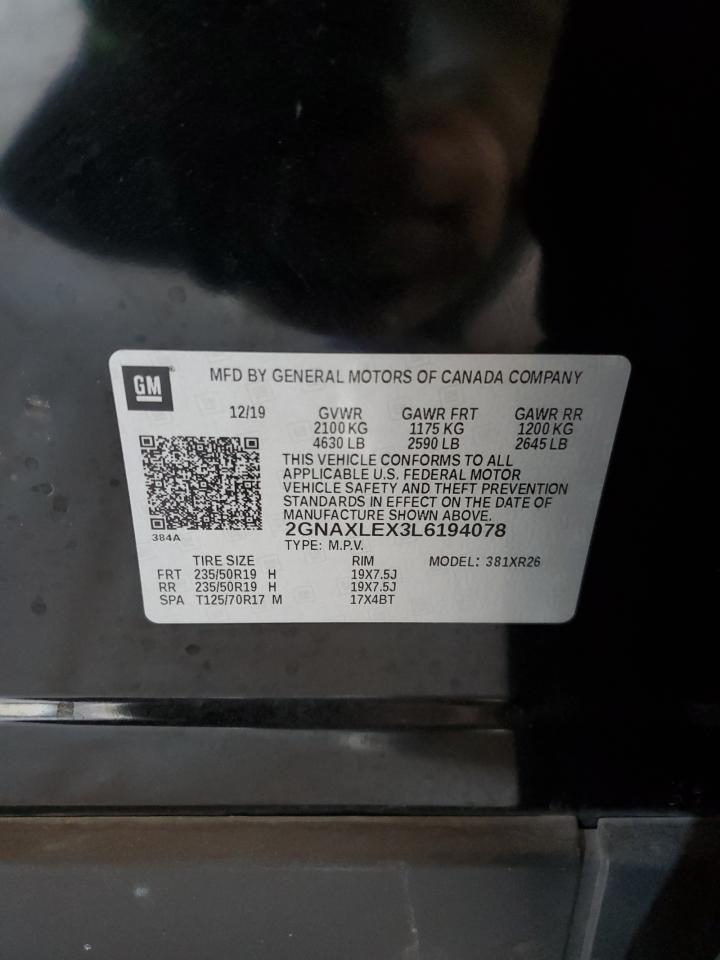 GM
MFD BY GENERAL MOTORS OF CANADA COMPANY
12/19 GVWR GAWR FRT GAWR RR
2100 KG 1175 KG 1200 KG
4630 LB 2590 LB 2645 LB
THIS VEHICLE CONFORMS TO ALL
APPLICABLE U.S. FEDERAL MOTOR
VEHICLE SAFETY AND THEFT PREVENTION
STANDARDS IN EFFECT ON THE DATE OF
MANUFACTURE SHOWN ABOVE.
384A
2GNAXLEX3L6194078
TYPE: M.P.V.
TIRE SIZE RIM MODEL: 381XR26
FRT 235/50R19 H 19X7.5J
RR 235/50R19 H 19X7.5J
SPA T125/70R17 M 17X4BT